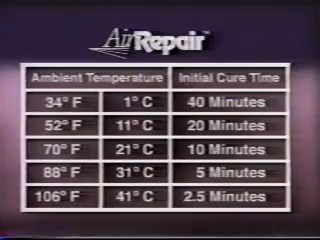 AirRepair™
Ambient Temperature Initial Cure Time
34° F 1° C 40 Minutes
52° F 11° C 20 Minutes
70° F 21° C 10 Minutes
88° F 31° C 5 Minutes
106° F 41° C 2.5 Minutes